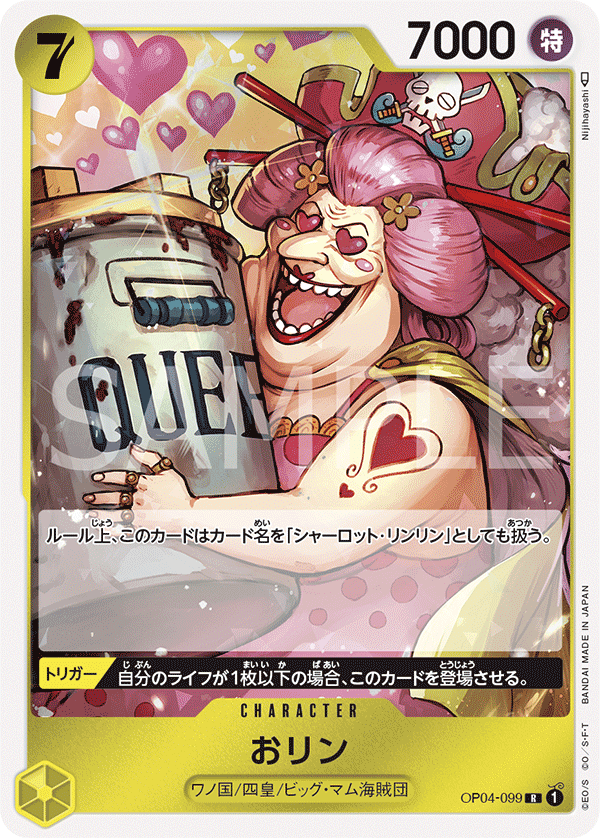 7
7000 特
Nijihayashi
QUEE
SAMPLE
ルール上、このカードはカード名を「シャーロット・リンリン」としても扱う。
トリガー 自分のライフが1枚以下の場合、このカードを登場させる。
CHARACTER
おリン
ワノ国/四皇/ビッグ・マム海賊団
OP04-099 R 1
©E.O/S ©O/S･F･T BANDAI MADE IN JAPAN